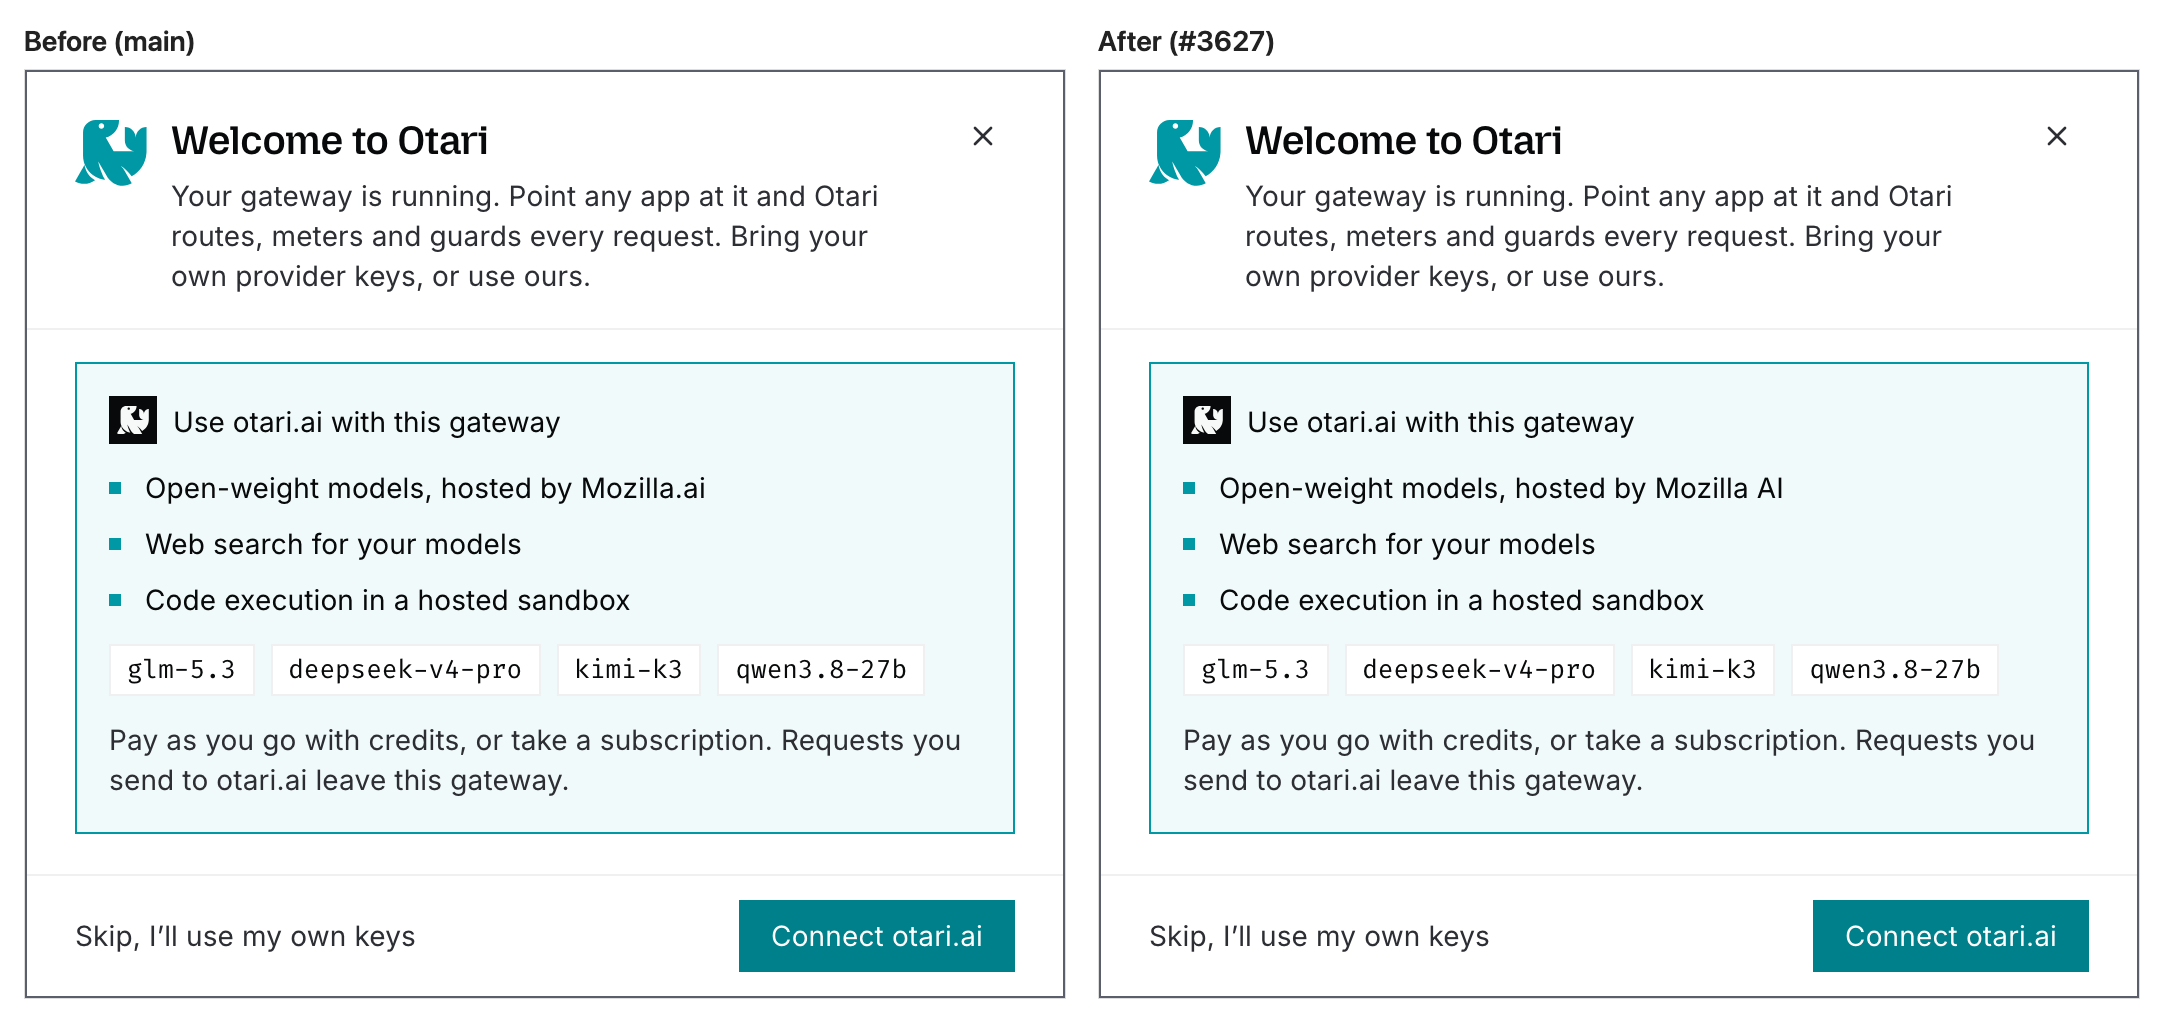 Before (main)
Welcome to Otari
Your gateway is running. Point any app at it and Otari
routes, meters and guards every request. Bring your
own provider keys, or use ours.
Use otari.ai with this gateway
Open-weight models, hosted by Mozilla.ai
Web search for your models
Code execution in a hosted sandbox
glm-5.3 deepseek-v4-pro kimi-k3 qwen3.8-27b
Pay as you go with credits, or take a subscription. Requests you
send to otari.ai leave this gateway.
Skip, I’ll use my own keys
Connect otari.ai
After (#3627)
Welcome to Otari
Your gateway is running. Point any app at it and Otari
routes, meters and guards every request. Bring your
own provider keys, or use ours.
Use otari.ai with this gateway
Open-weight models, hosted by Mozilla AI
Web search for your models
Code execution in a hosted sandbox
glm-5.3 deepseek-v4-pro kimi-k3 qwen3.8-27b
Pay as you go with credits, or take a subscription. Requests you
send to otari.ai leave this gateway.
Skip, I’ll use my own keys
Connect otari.ai